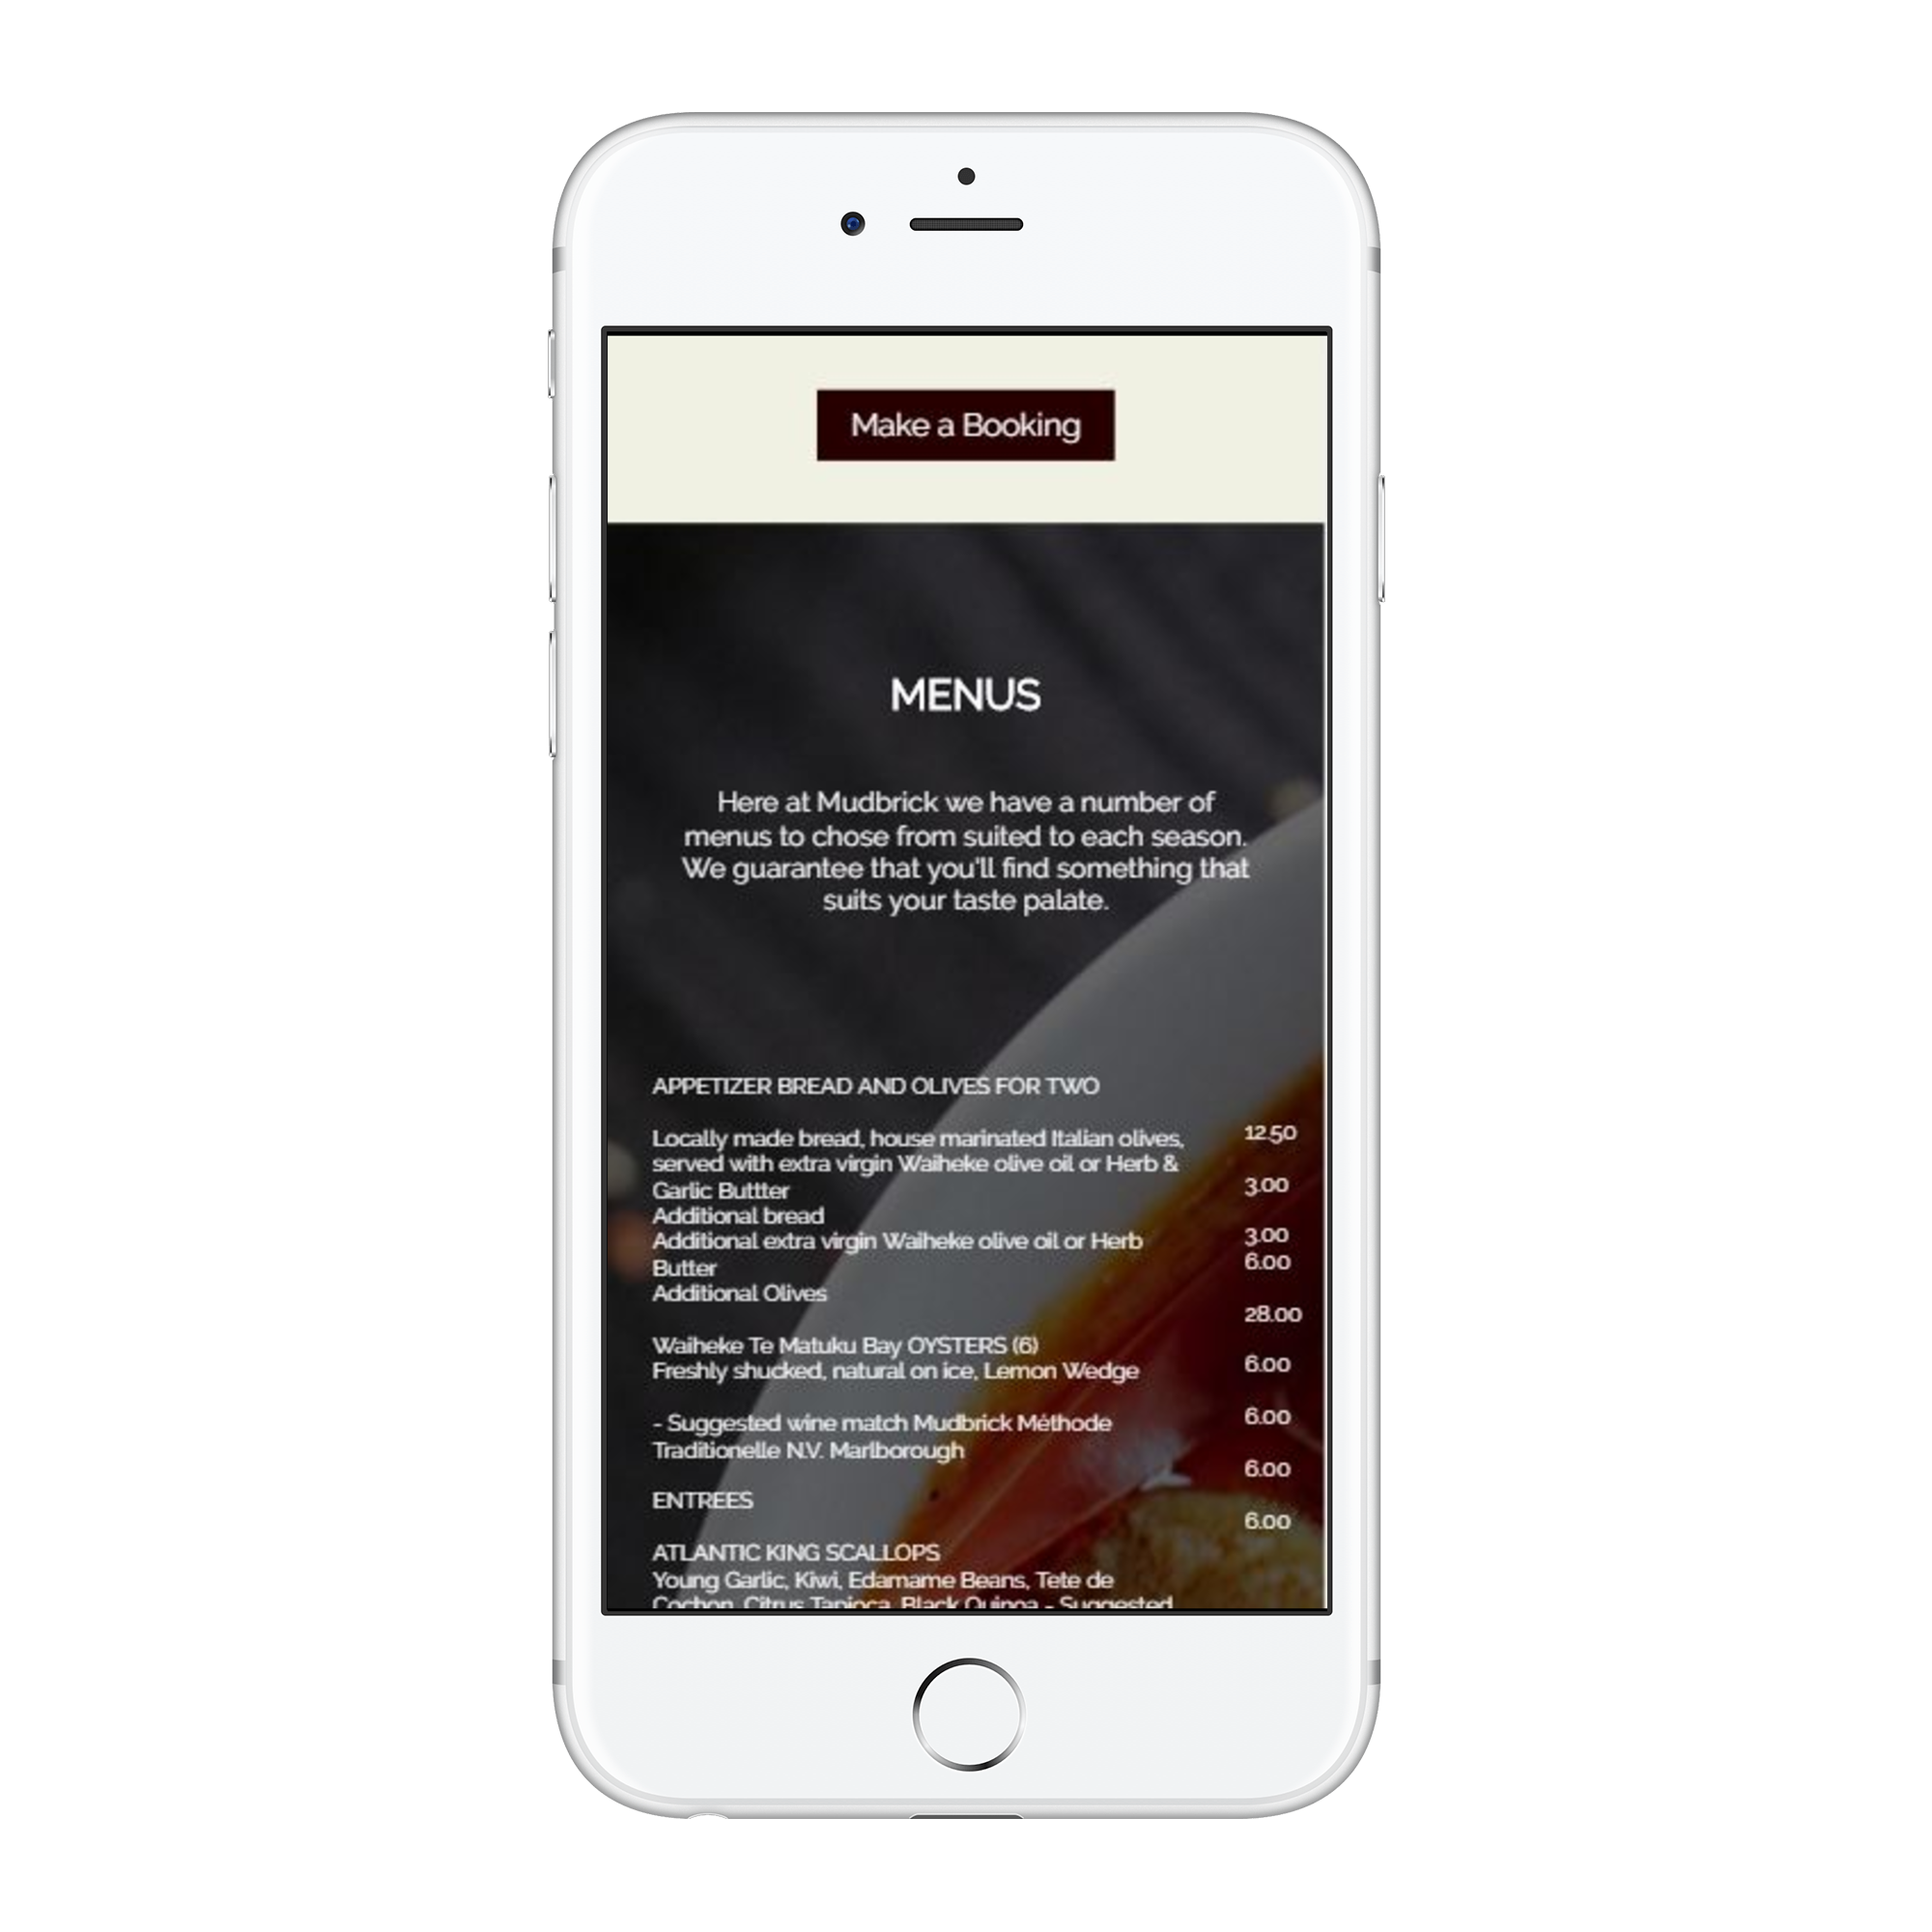 Make a Booking
MENUS
Here at Mudbrick we have a number of
menus to chose from suited to each season.
We guarantee that you'll find something that
suits your taste palate.
APPETIZER BREAD AND OLIVES FOR TWO
Locally made bread, house marinated Italian olives, 12.50
served with extra virgin Waiheke olive oil or Herb &
Garlic Buttter 3.00
Additional bread
Additional extra virgin Waiheke olive oil or Herb 3.00
Butter 6.00
Additional Olives
28.00
Waiheke Te Matuku Bay OYSTERS (6)
Freshly shucked, natural on ice, Lemon Wedge 6.00
- Suggested wine match Mudbrick Méthode 6.00
Traditionelle N.V. Marlborough
6.00
ENTREES
6.00
ATLANTIC KING SCALLOPS
Young Garlic, Kiwi, Edamame Beans, Tete de
Cochon, Citrus Tapioca, Black Quinoa - Suggested